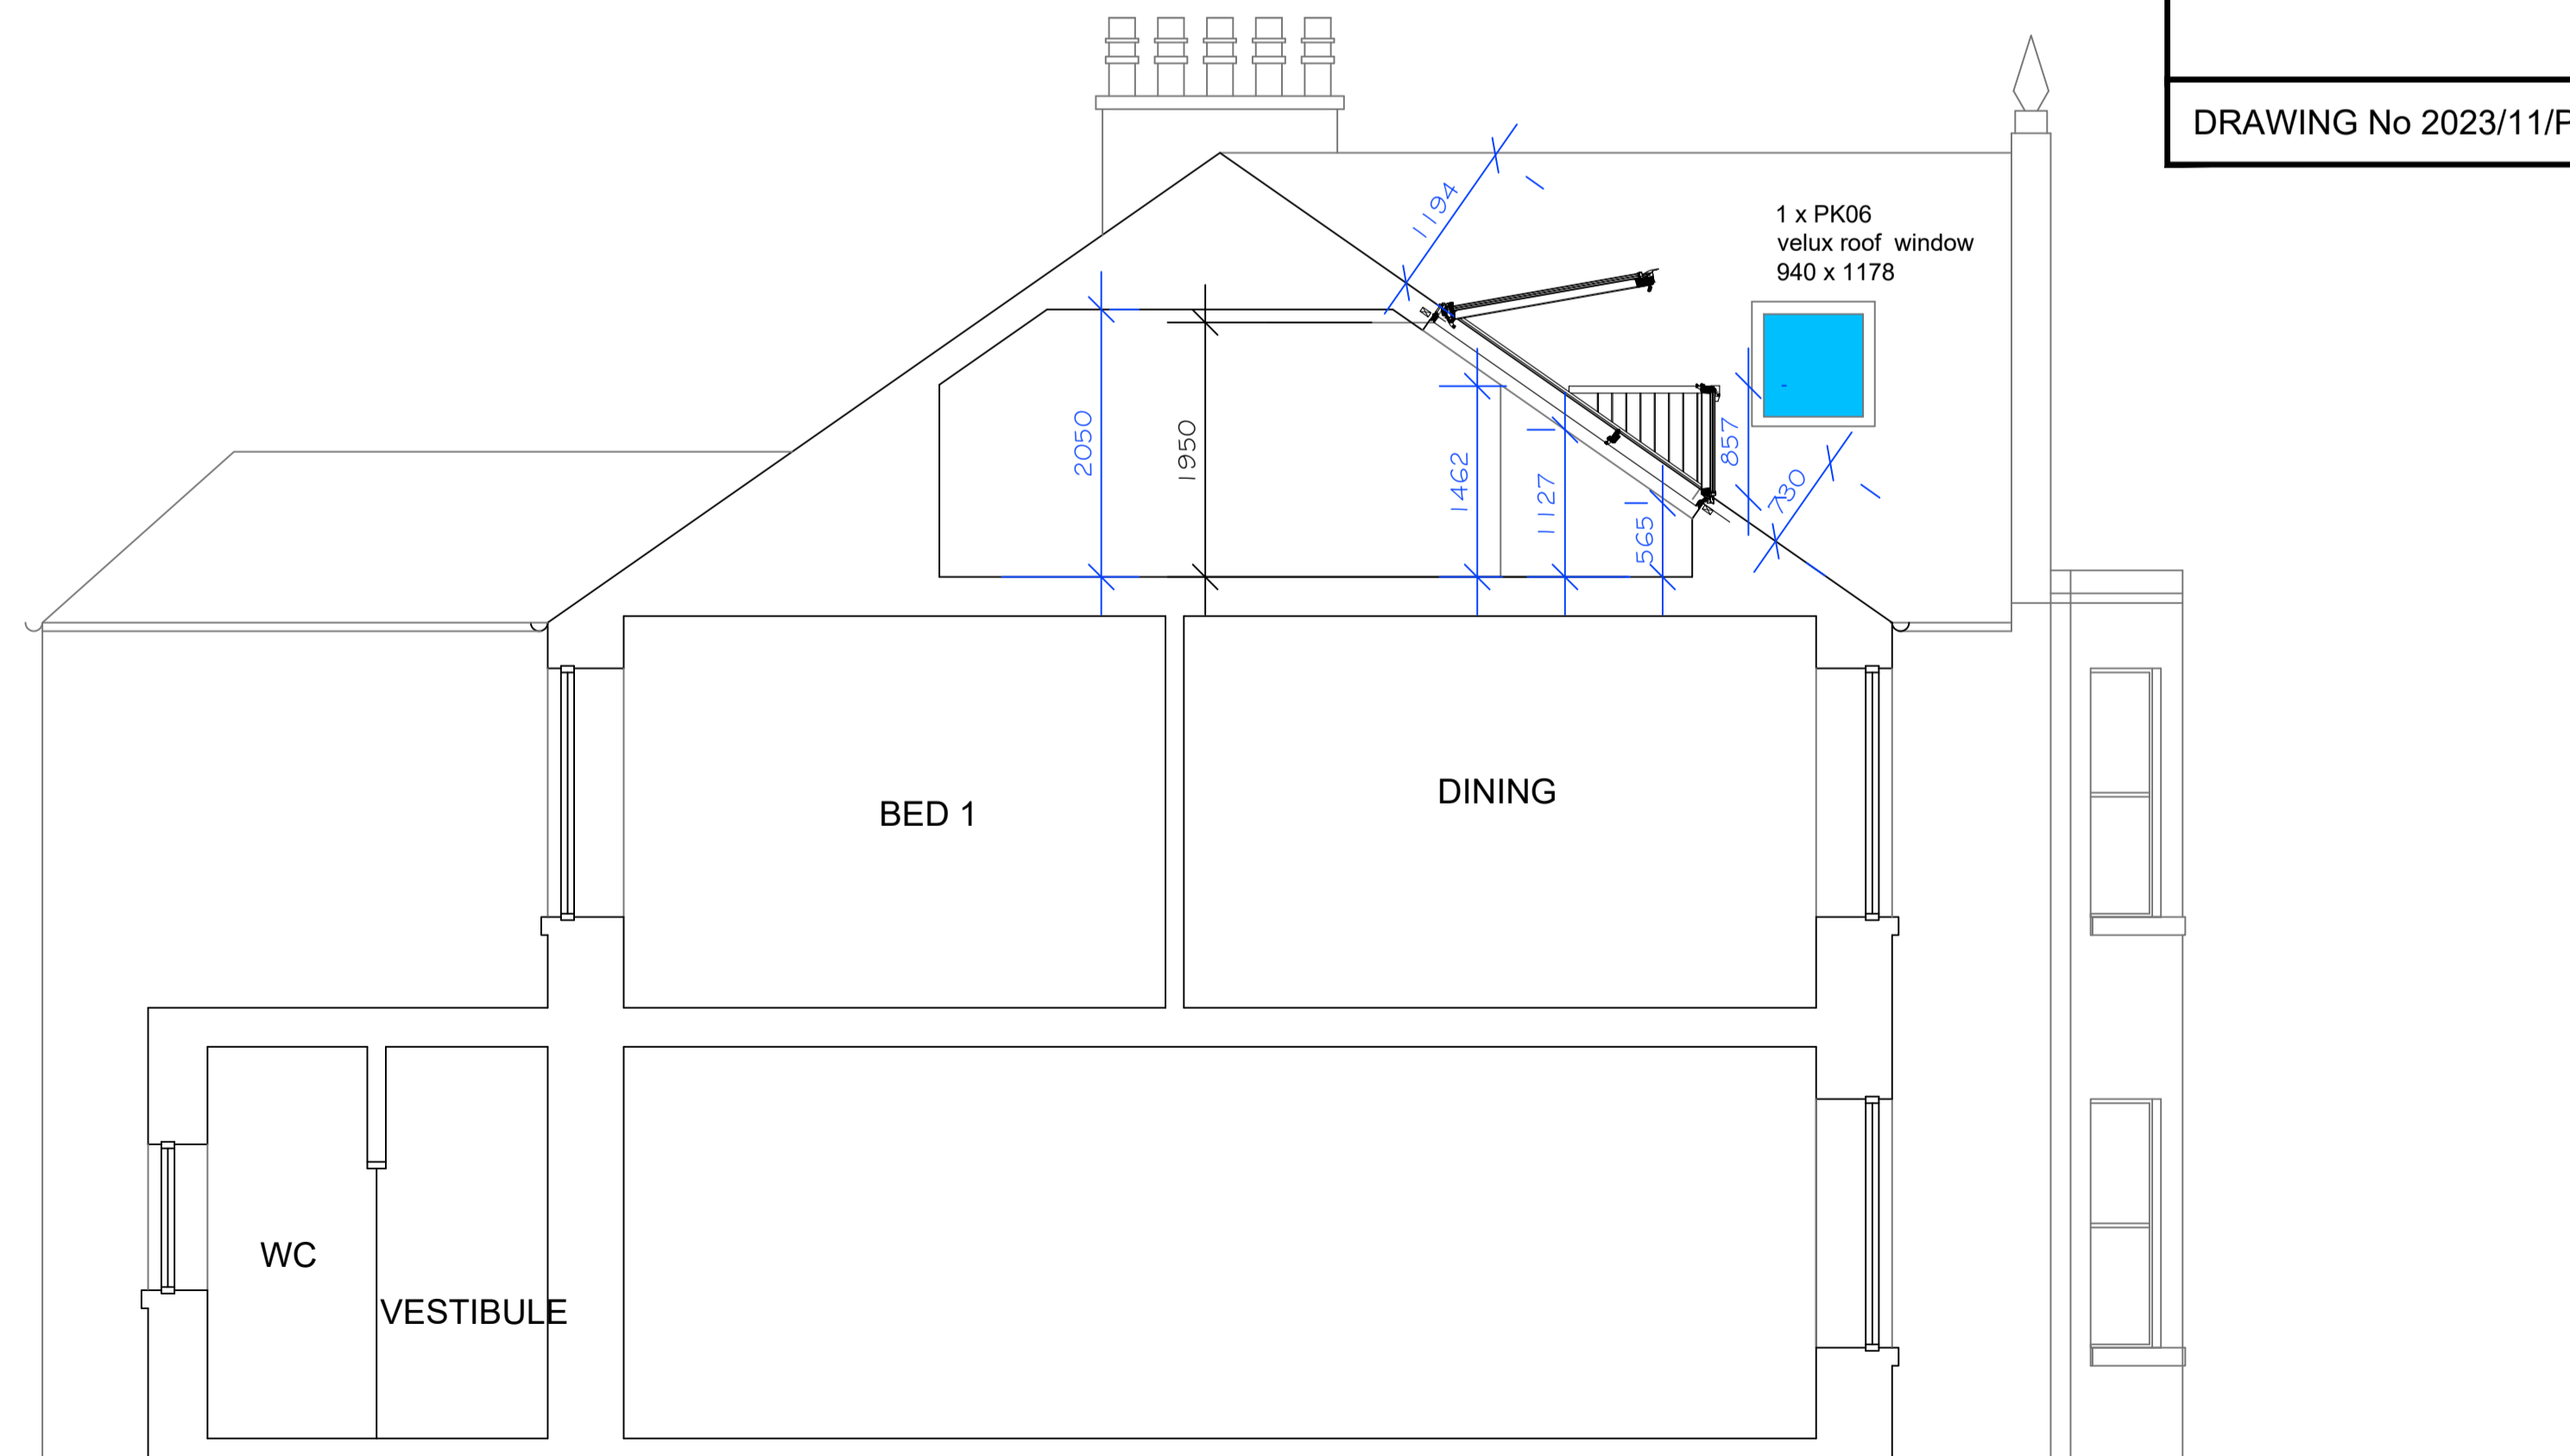 DRAWING No 2023/11/P
1194
1 x PK06
velux roof window
940 x 1178
2050
1950
1462
1127
565
857
730
BED 1
DINING
WC
VESTIBULE